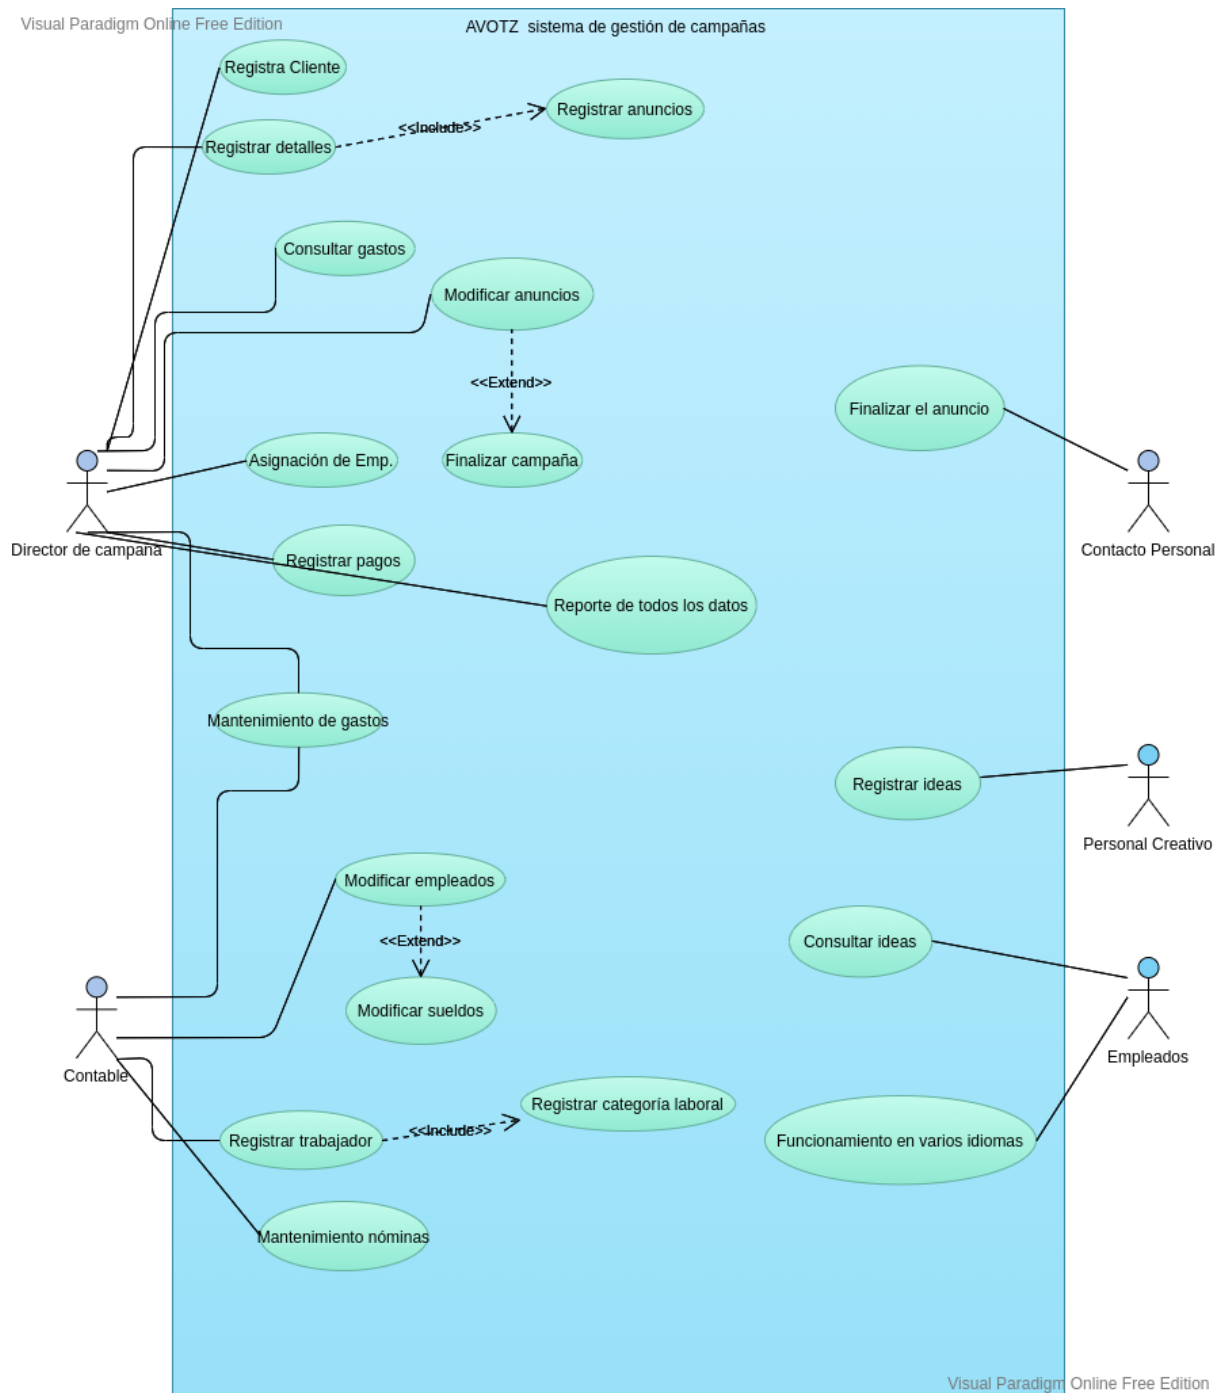 Visual Paradigm Online Free Edition
AVOTZ sistema de gestión de campañas
Registra Cliente
Registrar anuncios
<<Include>>
Registrar detalles
Consultar gastos
Modificar anuncios
<<Extend>>
Finalizar el anuncio
Asignación de Emp.
Finalizar campaña
Director de campaña
Contacto Personal
Registrar pagos
Reporte de todos los datos
Mantenimiento de gastos
Registrar ideas
Personal Creativo
Modificar empleados
<<Extend>>
Consultar ideas
Modificar sueldos
Empleados
Contable
Registrar categoría laboral
<<Include>>
Registrar trabajador
Funcionamiento en varios idiomas
Mantenimiento nóminas
Visual Paradigm Online Free Edition